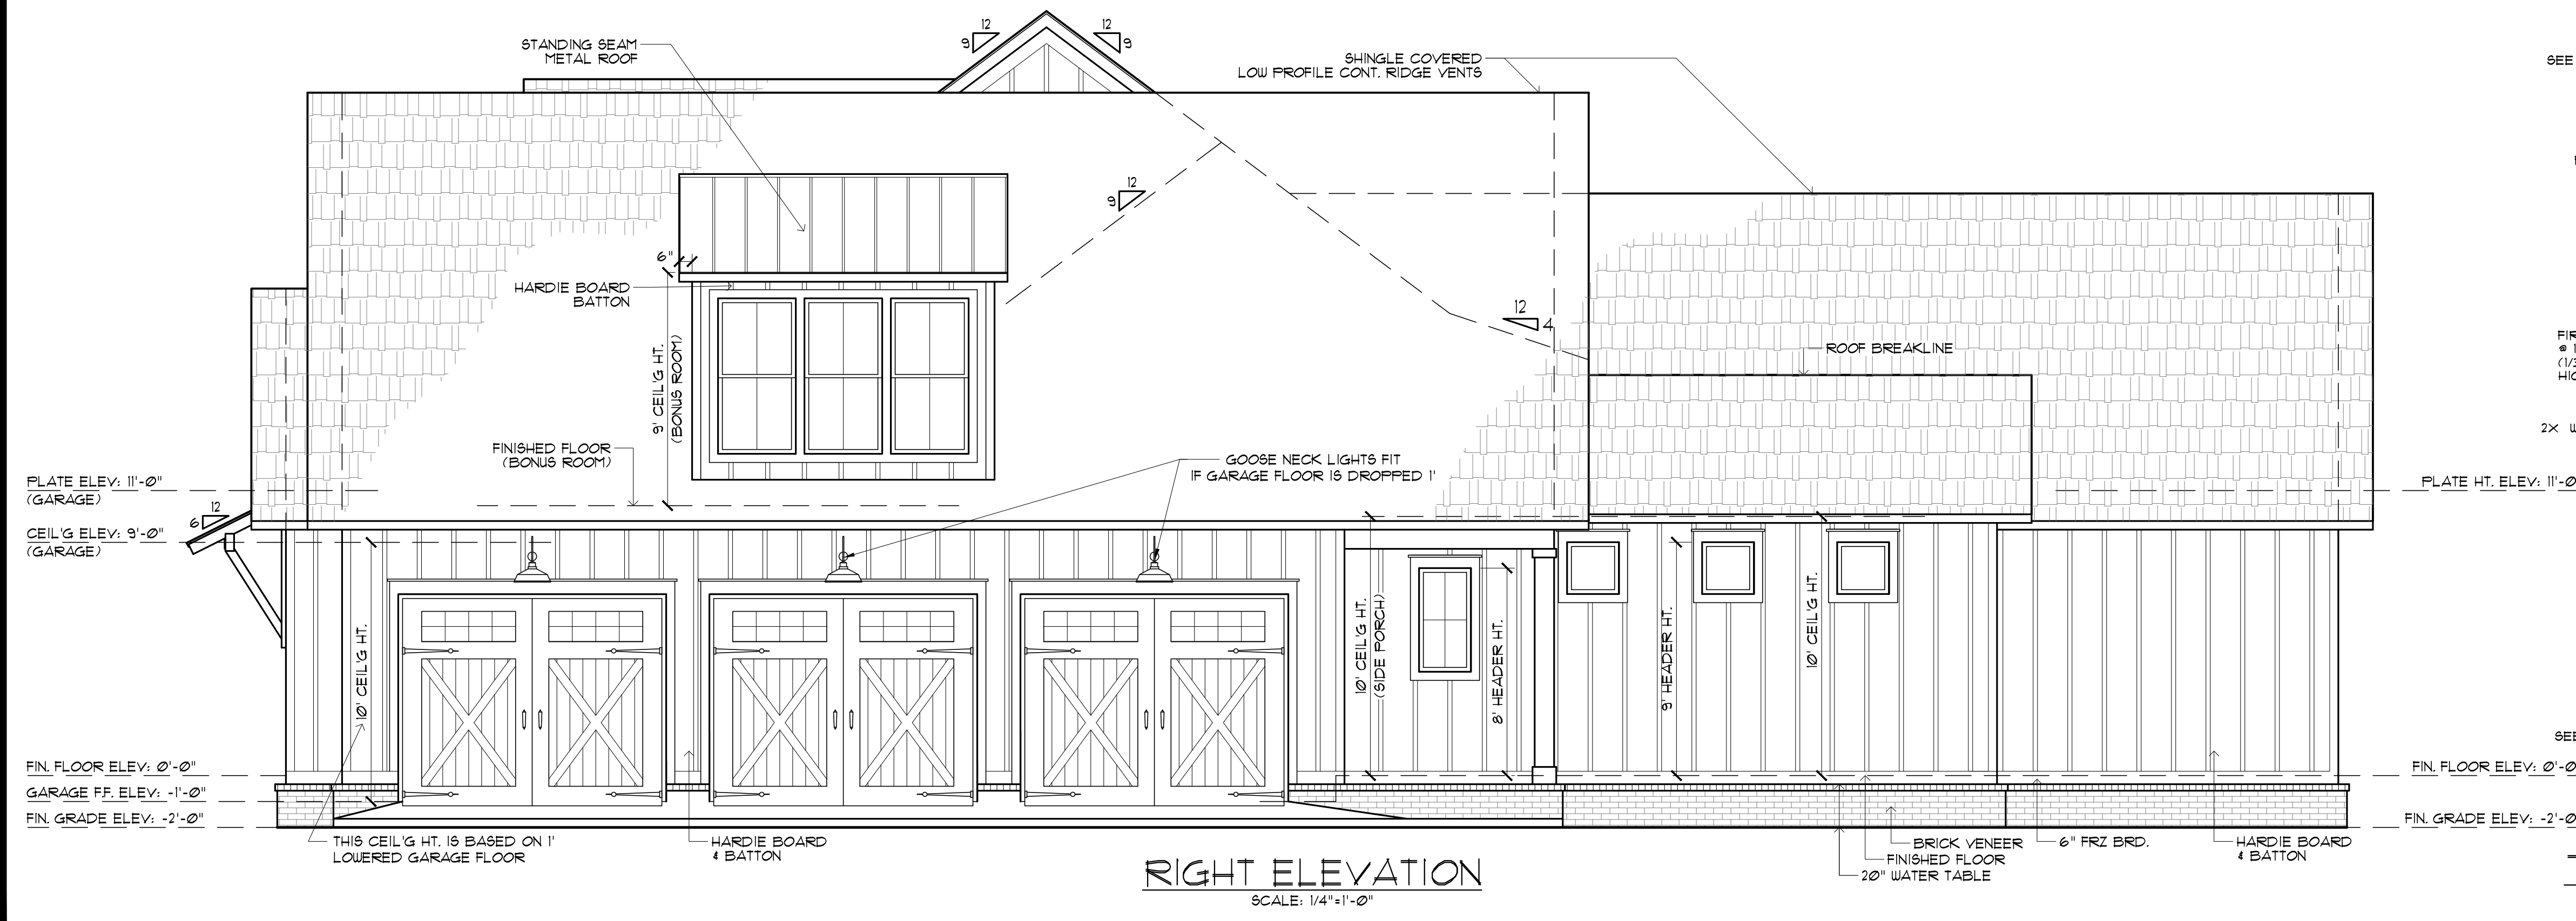 12
9
12
9
STANDING SEAM
METAL ROOF
SHINGLE COVERED
LOW PROFILE CONT. RIDGE VENTS
SEE
12
9
6"
HARDIE BOARD
BATTON
9' CEIL'G HT.
(BONUS ROOM)
12
4
ROOF BREAKLINE
FINISHED FLOOR
(BONUS ROOM)
GOOSE NECK LIGHTS FIT
IF GARAGE FLOOR IS DROPPED 1'
2X
PLATE ELEV: 11'-0"
(GARAGE)
PLATE HT. ELEV: 11'-0
12
6
CEIL'G ELEV: 9'-0"
(GARAGE)
10' CEIL'G HT.
10' CEIL'G HT.
(SIDE PORCH)
8' HEADER HT.
9' HEADER HT.
10' CEIL'G HT.
FIN. FLOOR ELEV: 0'-0"
GARAGE F.F. ELEV: -1'-0"
FIN. GRADE ELEV: -2'-0"
FIN. FLOOR ELEV: 0'-0
FIN. GRADE ELEV: -2'-0
THIS CEIL'G HT. IS BASED ON 1'
LOWERED GARAGE FLOOR
HARDIE BOARD
& BATTON
BRICK VENEER
FINISHED FLOOR
20" WATER TABLE
6" FRZ BRD.
HARDIE BOARD
& BATTON
RIGHT ELEVATION
SCALE: 1/4"=1'-0"